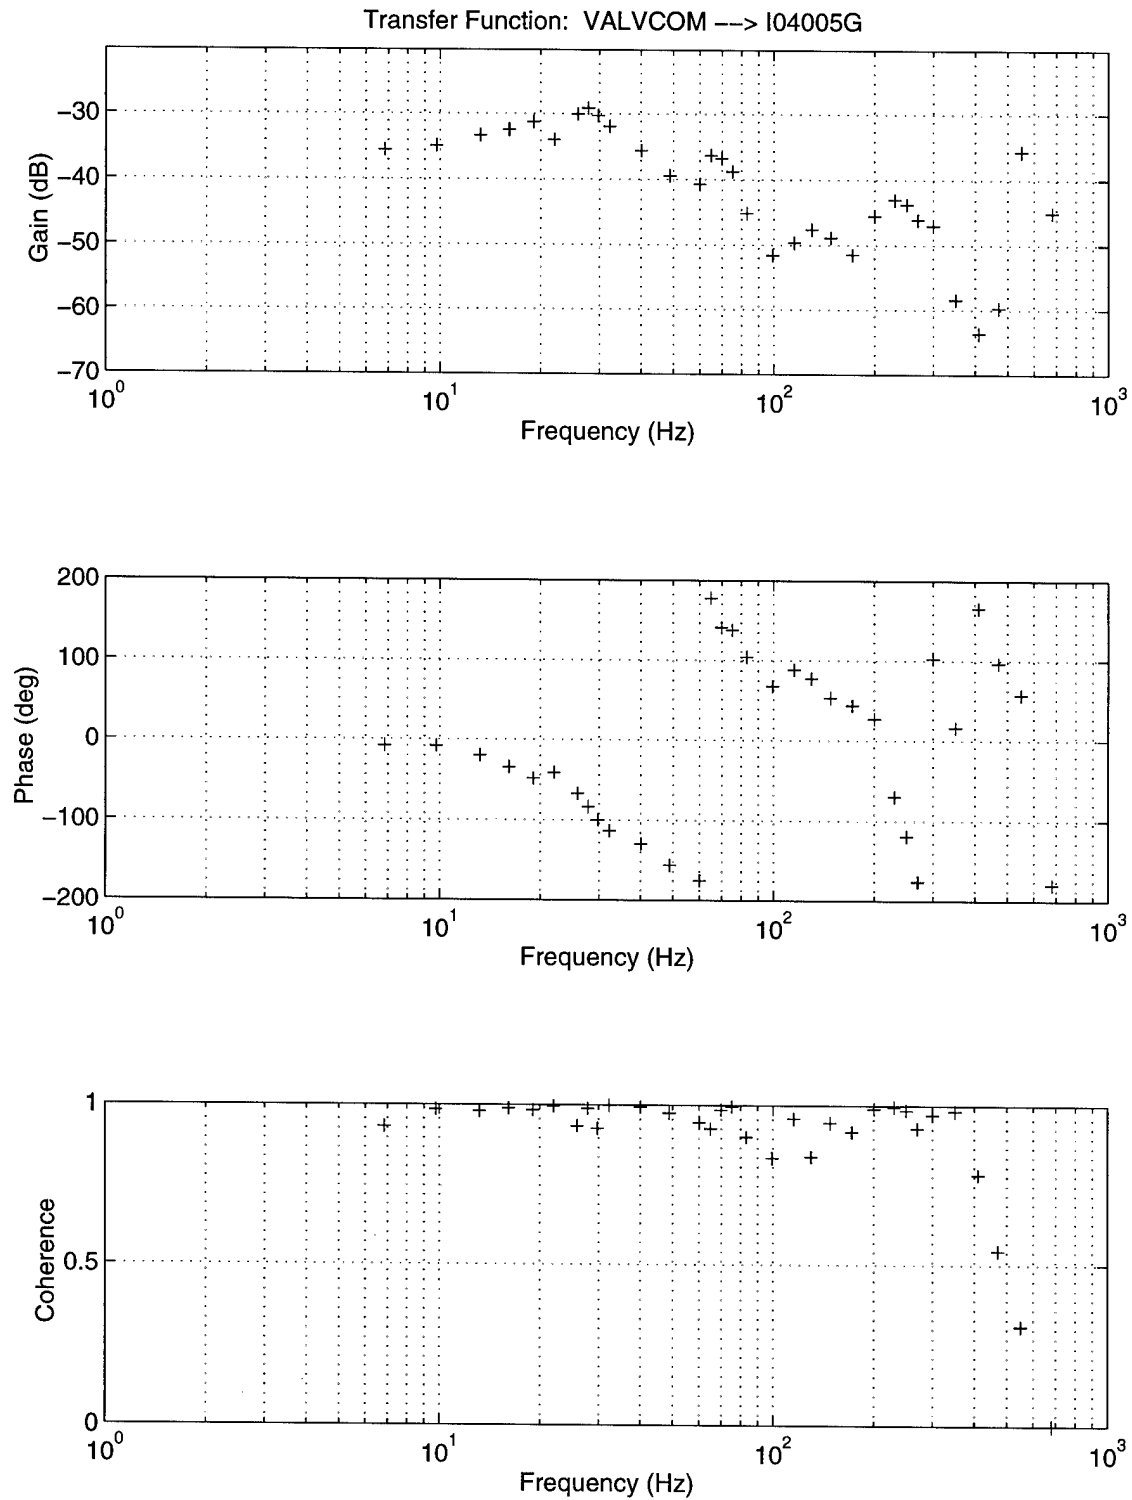 Transfer Function: VALVCOM −−> I04005G
−30
−40
−50
−60
−70
Gain (dB)
10^0 10^1 10^2 10^3
Frequency (Hz)
200
100
0
−100
−200
Phase (deg)
10^0 10^1 10^2 10^3
Frequency (Hz)
1
0.5
0
Coherence
10^0 10^1 10^2 10^3
Frequency (Hz)